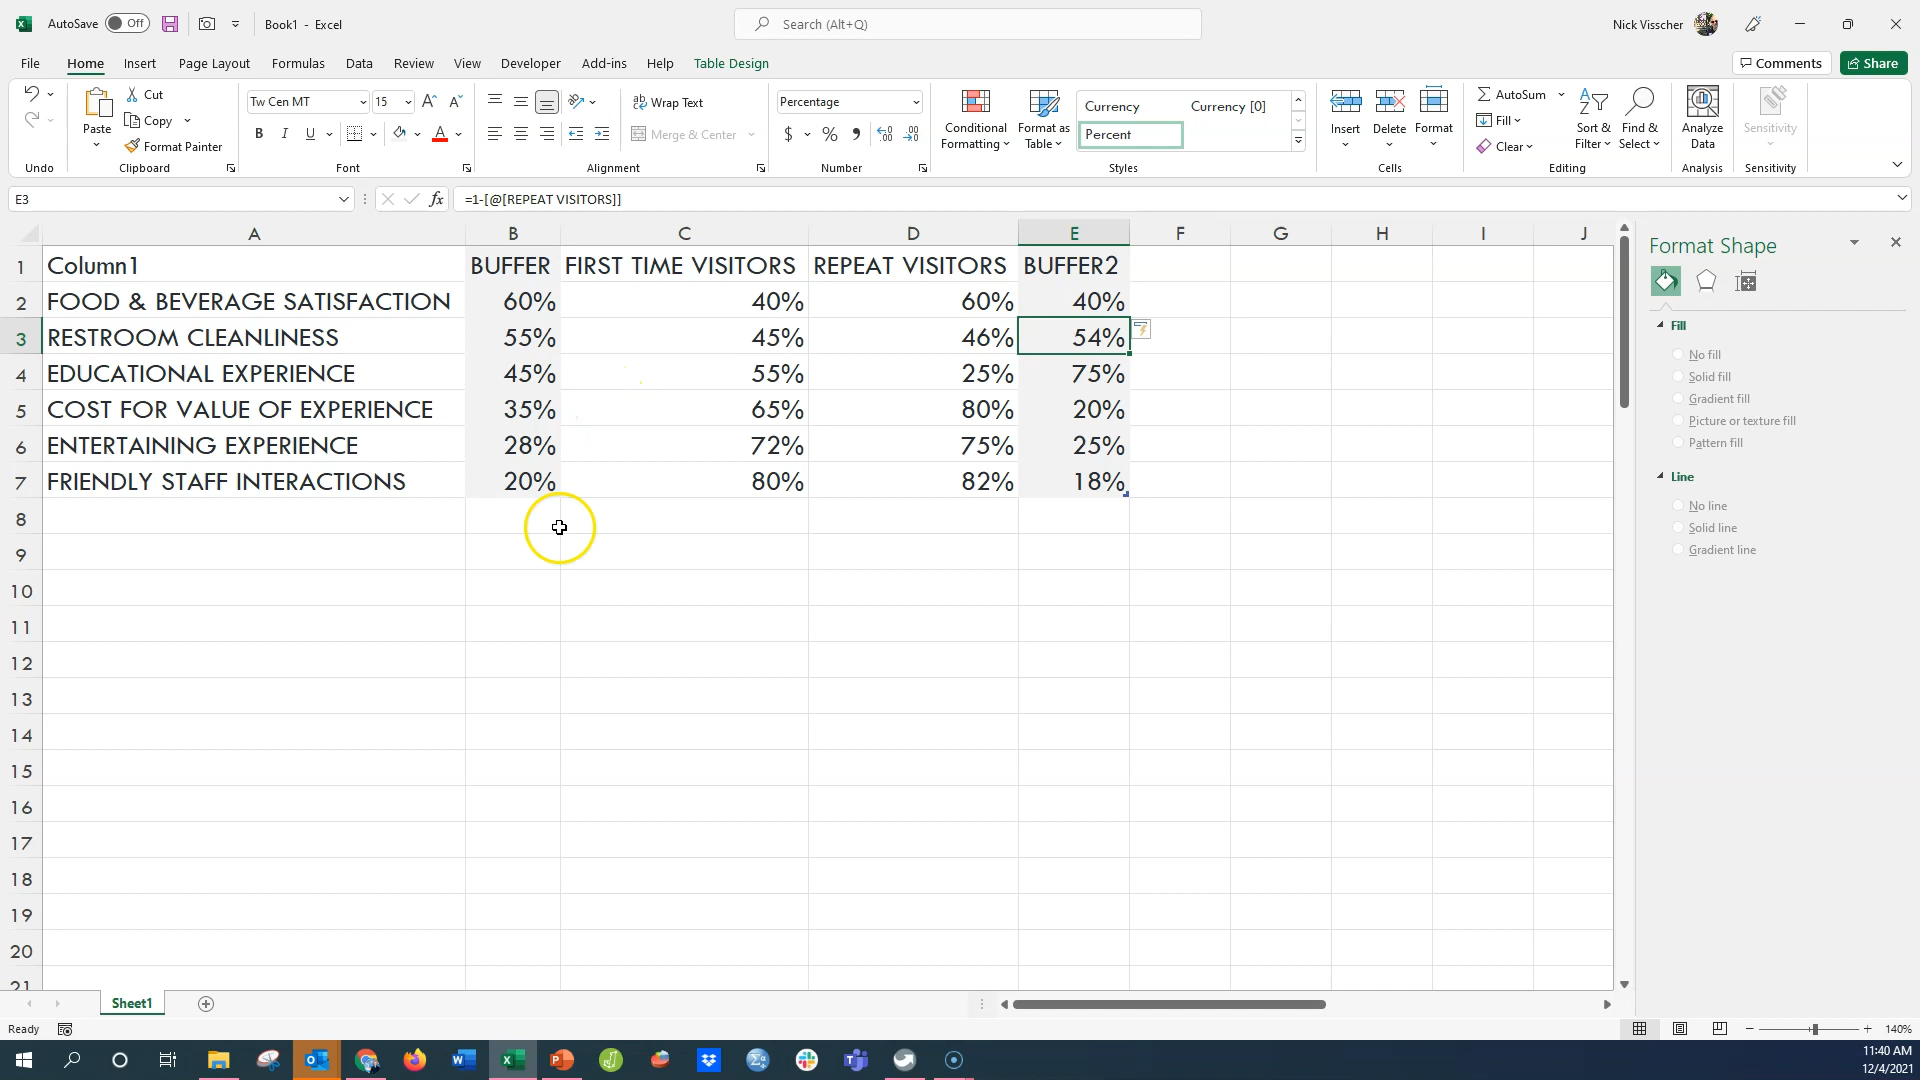 AutoSave Off Book1 - Excel Search (Alt+Q) Nick Visscher
File Home Insert Page Layout Formulas Data Review View Developer Add-ins Help Table Design Comments Share
Cut
Copy
Format Painter
Paste
Undo Clipboard
Tw Cen MT 15
B I U A
Font
Wrap Text
Merge & Center
Alignment
Percentage
$ % ,
Number
Conditional Formatting
Format as Table
Currency Currency [0]
Percent
Styles
Insert Delete Format
Cells
AutoSum
Fill
Clear
Sort & Filter
Find & Select
Editing
Analyze Data
Analysis
Sensitivity
Sensitivity
E3 fx =1-[@[REPEAT VISITORS]]
A B C D E F G H I J
1 Column1 BUFFER FIRST TIME VISITORS REPEAT VISITORS BUFFER2
2 FOOD & BEVERAGE SATISFACTION 60% 40% 60% 40%
3 RESTROOM CLEANLINESS 55% 45% 46% 54%
4 EDUCATIONAL EXPERIENCE 45% 55% 25% 75%
5 COST FOR VALUE OF EXPERIENCE 35% 65% 80% 20%
6 ENTERTAINING EXPERIENCE 28% 72% 75% 25%
7 FRIENDLY STAFF INTERACTIONS 20% 80% 82% 18%
8
9
10
11
12
13
14
15
16
17
18
19
20
21
Format Shape
Fill
No fill
Solid fill
Gradient fill
Picture or texture fill
Pattern fill
Line
No line
Solid line
Gradient line
Sheet1
Ready 140%
11:40 AM
12/4/2021